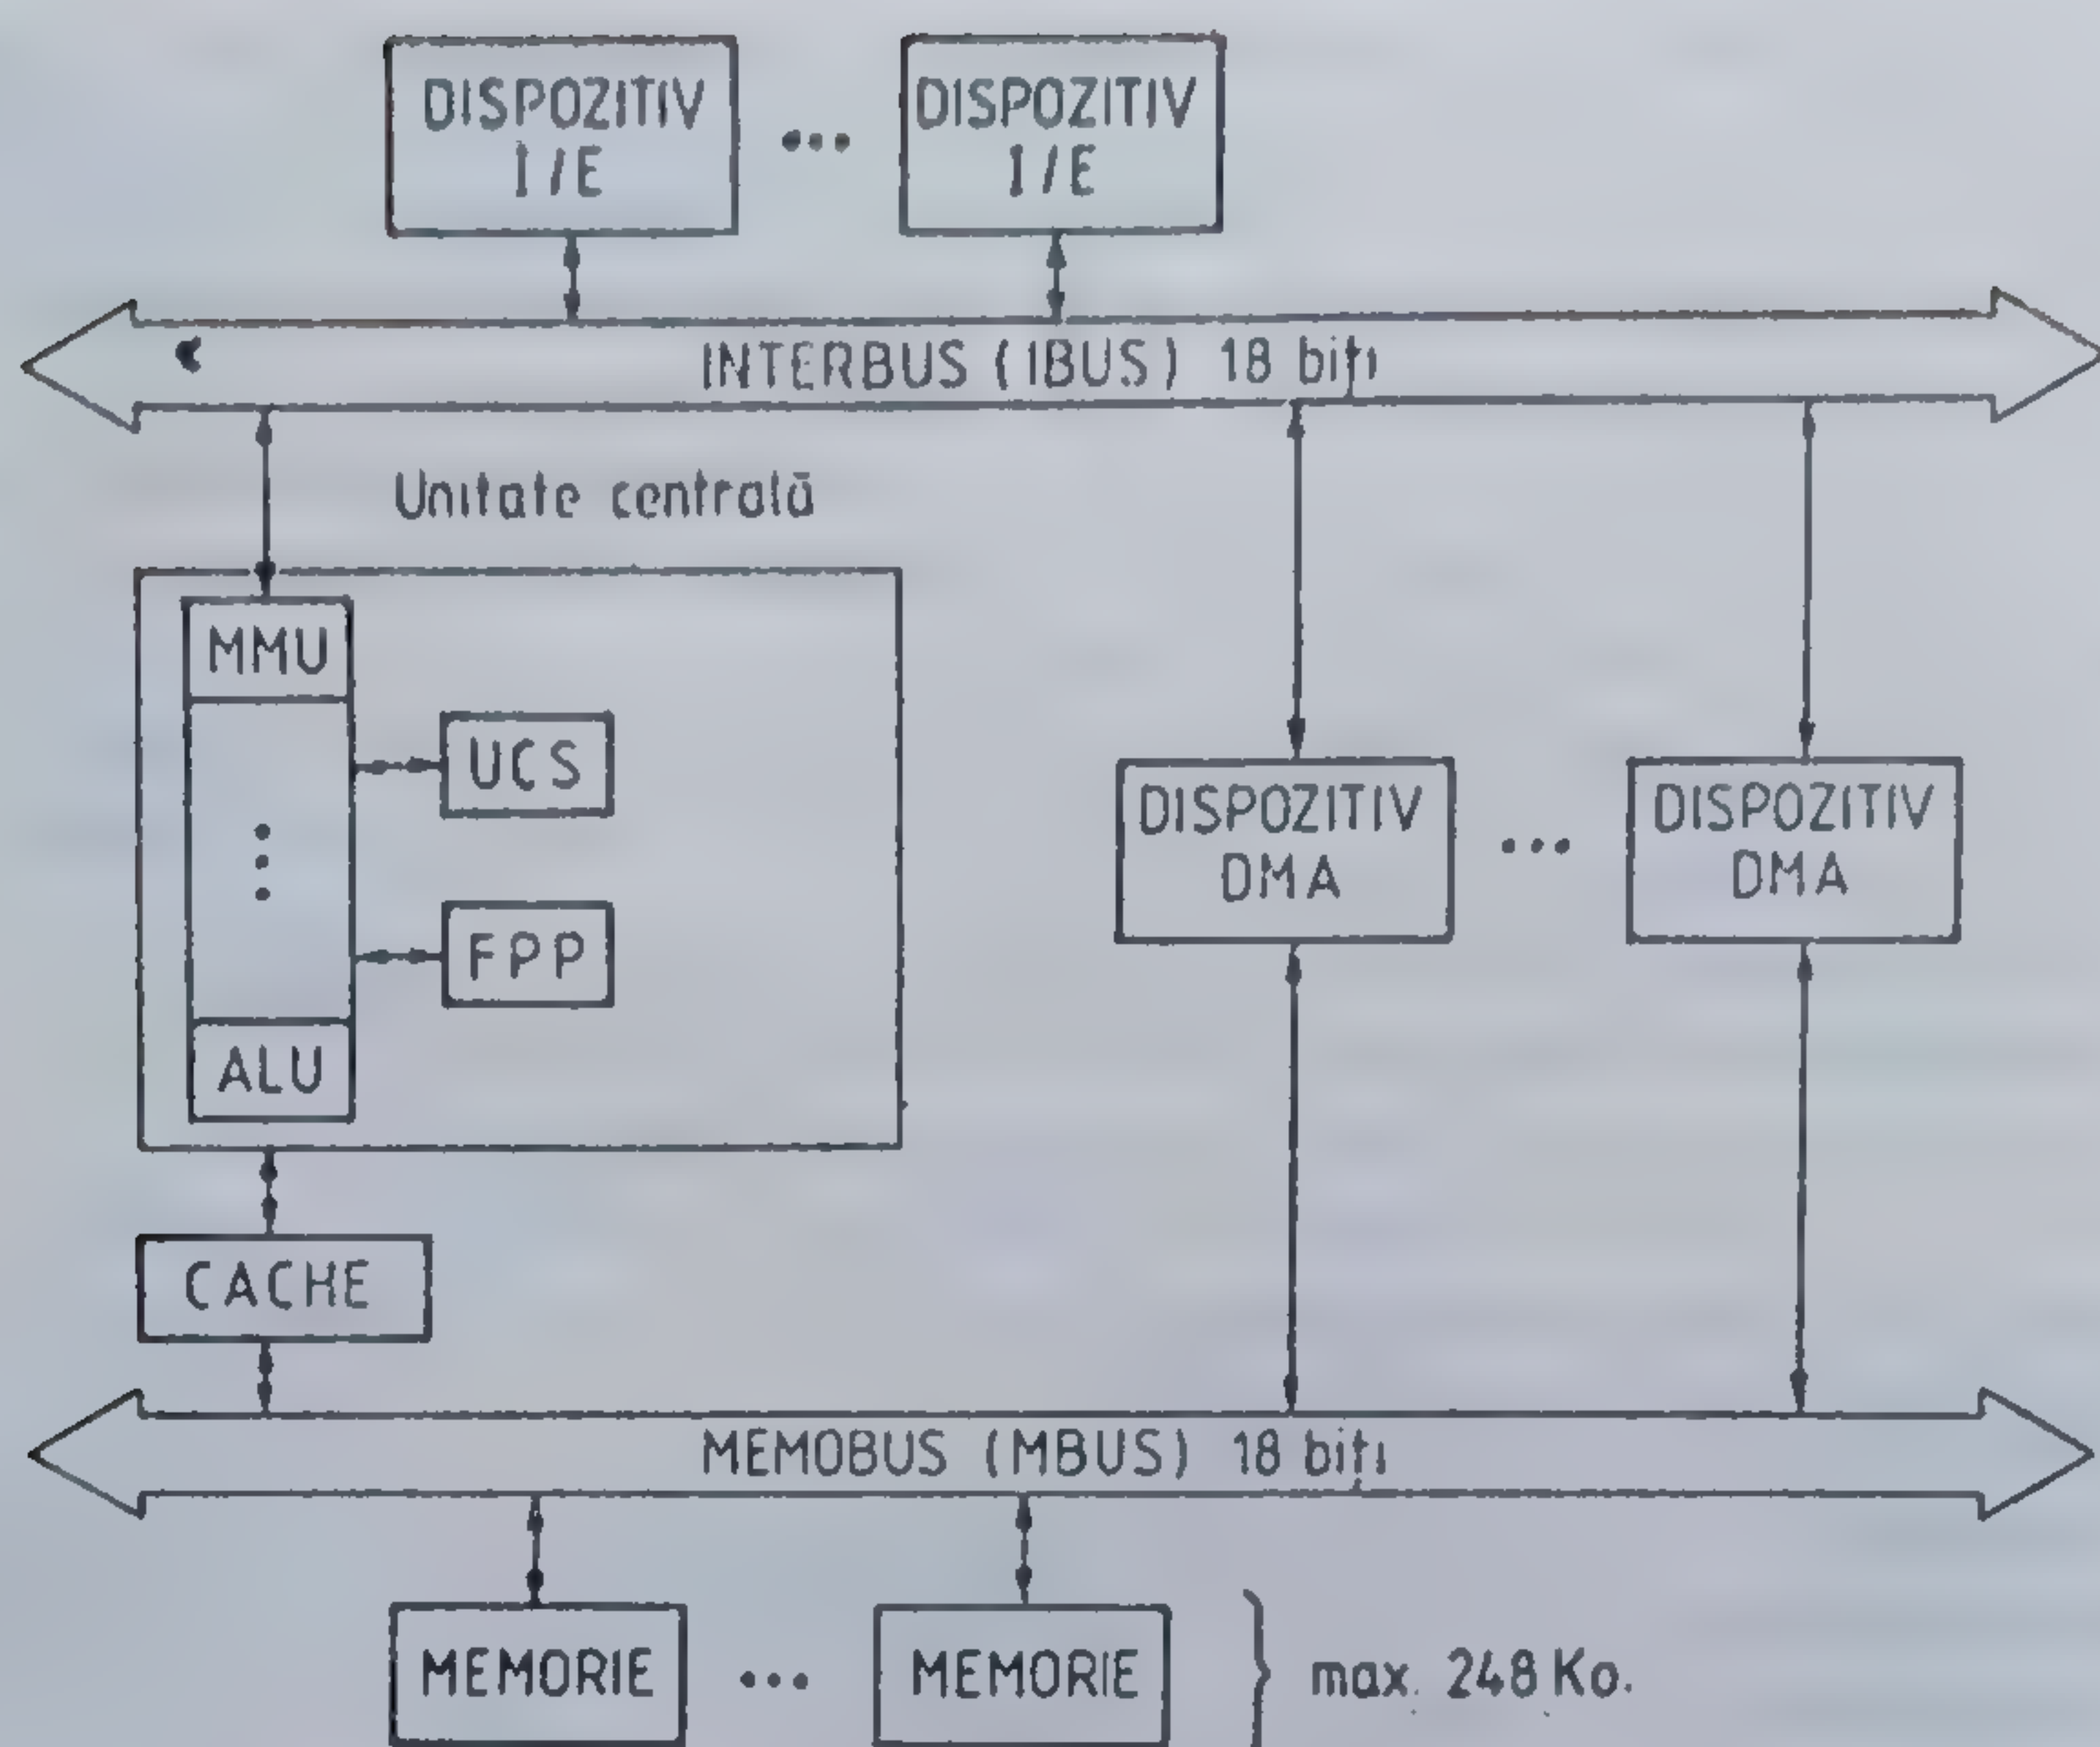 DISPOZITIV
I/E
...
DISPOZITIV
I/E
INTERBUS (IBUS) 18 biți
Unitate centrală
MMU
UCS
FPP
ALU
DISPOZITIV
DMA
...
DISPOZITIV
DMA
CACHE
MEMOBUS (MBUS) 18 biți
MEMORIE ... MEMORIE
max. 248 Ko.